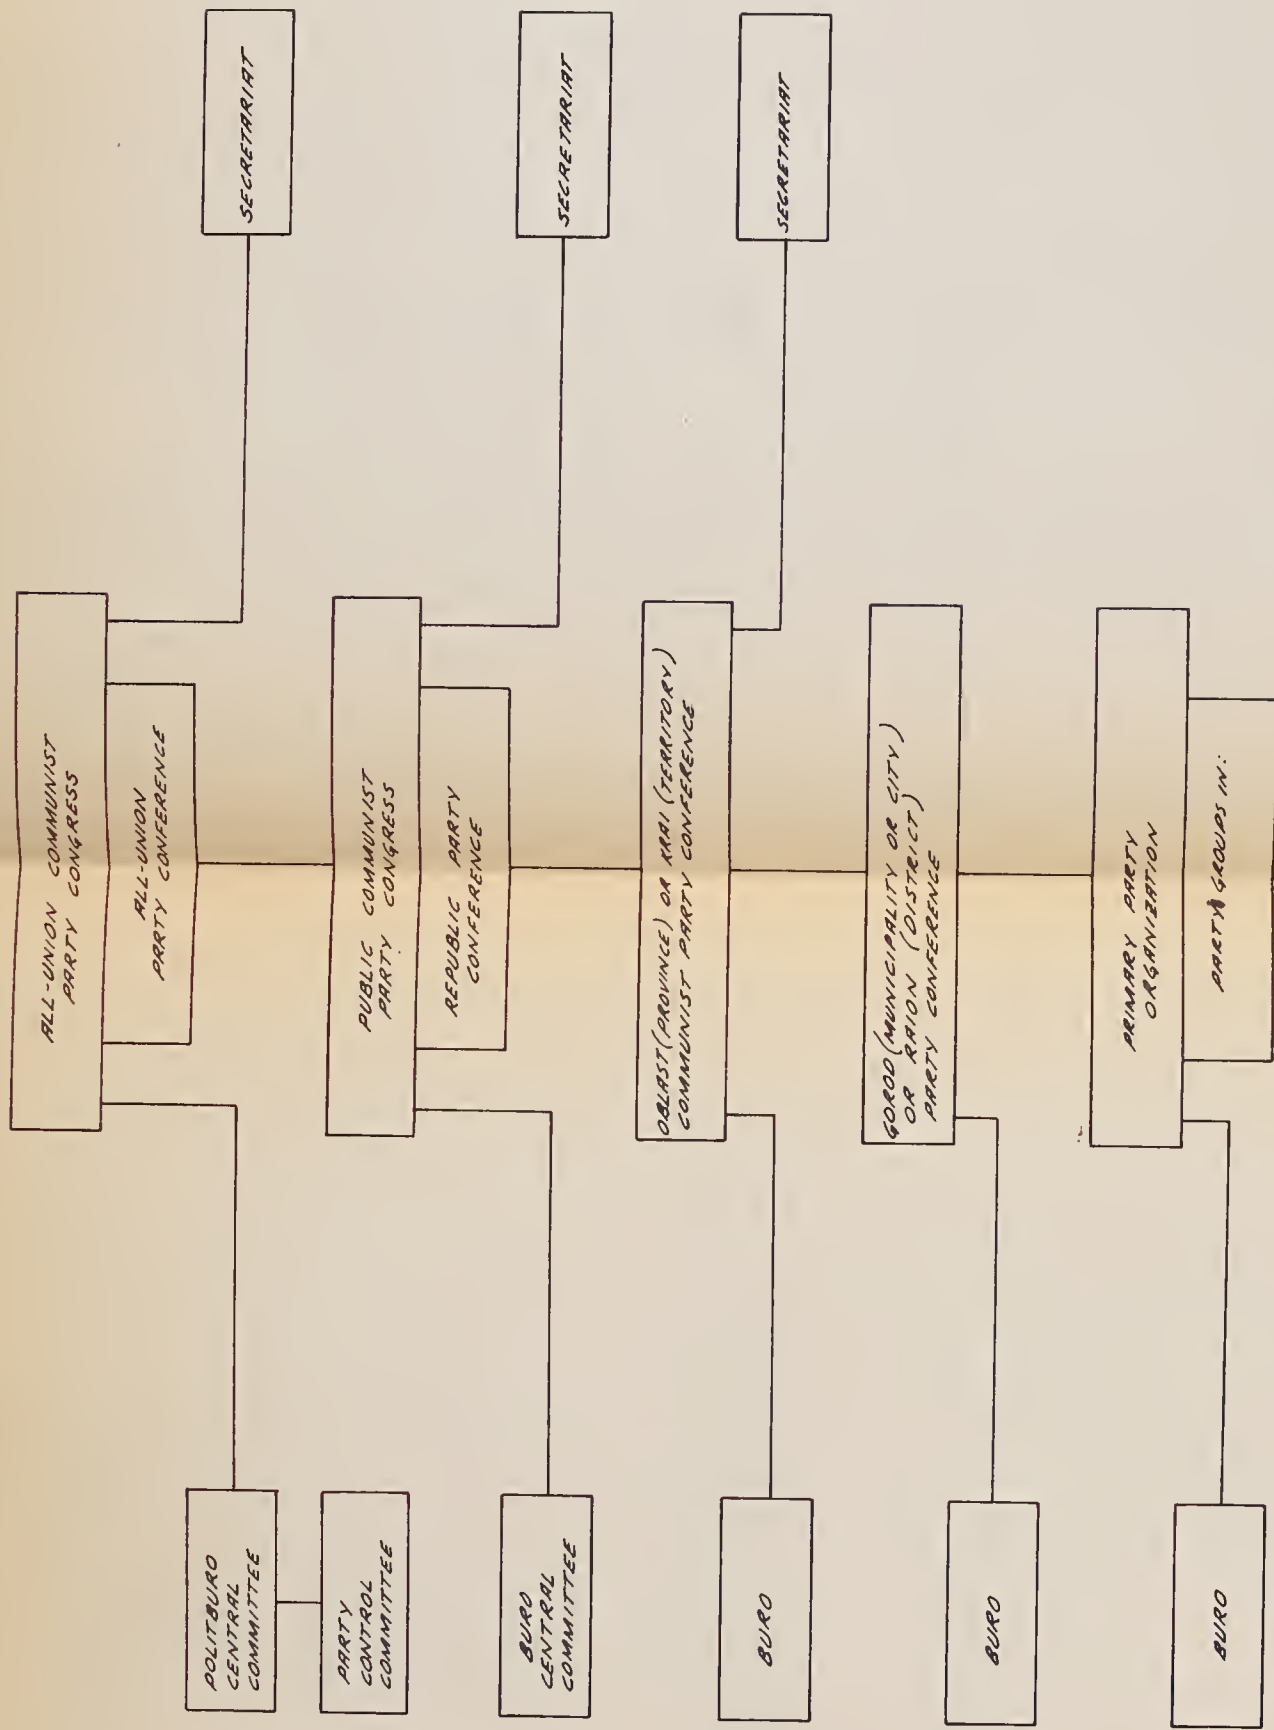 ALL-UNION COMMUNIST
PARTY CONGRESS
ALL-UNION
PARTY CONFERENCE
SECRETARIAT
POLITBURO
CENTRAL
COMMITTEE
PARTY
CONTROL
COMMITTEE
PUBLIC COMMUNIST
PARTY CONGRESS
REPUBLIC PARTY
CONFERENCE
SECRETARIAT
BURO
CENTRAL
COMMITTEE
OBLAST (PROVINCE) OR KRAI (TERRITORY)
COMMUNIST PARTY CONFERENCE
SECRETARIAT
BURO
GOROD (MUNICIPALITY OR CITY)
OR RAION (DISTRICT)
PARTY CONFERENCE
BURO
PRIMARY PARTY
ORGANIZATION
PARTY GROUPS IN:
BURO